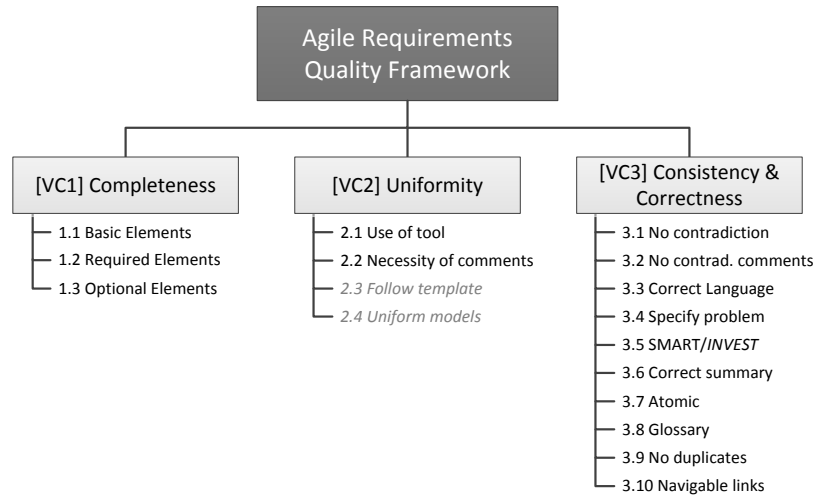 Agile Requirements
Quality Framework
[VC1] Completeness
1.1 Basic Elements
1.2 Required Elements
1.3 Optional Elements
[VC2] Uniformity
2.1 Use of tool
2.2 Necessity of comments
2.3 Follow template
2.4 Uniform models
[VC3] Consistency &
Correctness
3.1 No contradiction
3.2 No contrad. comments
3.3 Correct Language
3.4 Specify problem
3.5 SMART/INVEST
3.6 Correct summary
3.7 Atomic
3.8 Glossary
3.9 No duplicates
3.10 Navigable links